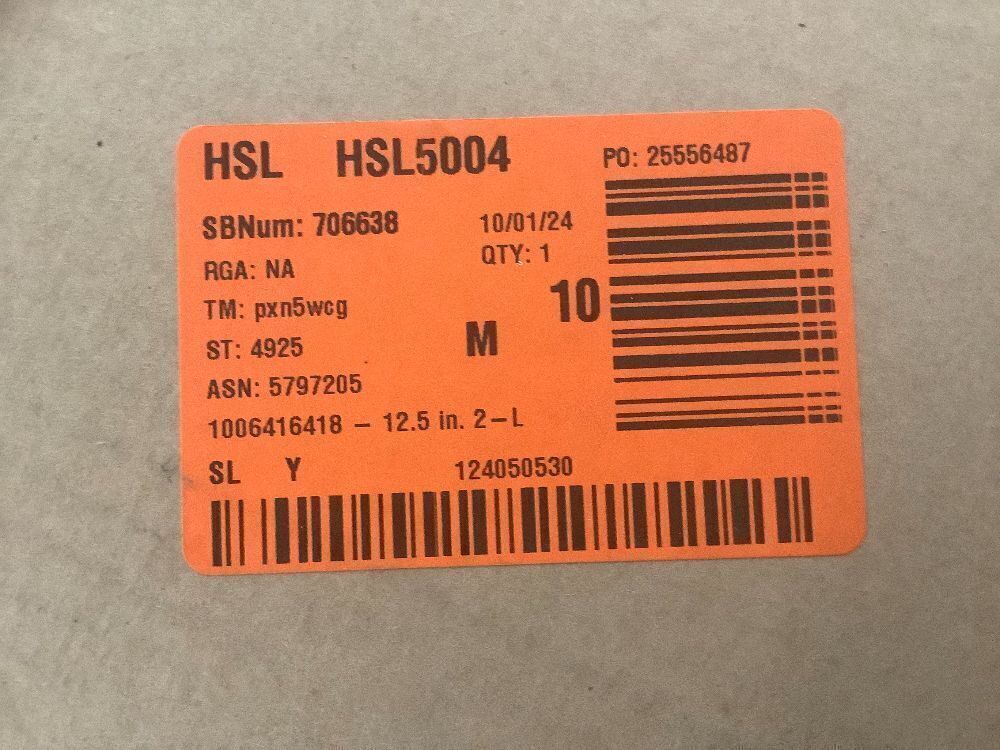 HSL HSL5004 PO: 25556487
SBNum: 706638 10/01/24
RGA: NA QTY: 1
TM: pxn5wcg 10
ST: 4925 M
ASN: 5797205
1006416418 – 12.5 in. 2–L
SL Y 124050530